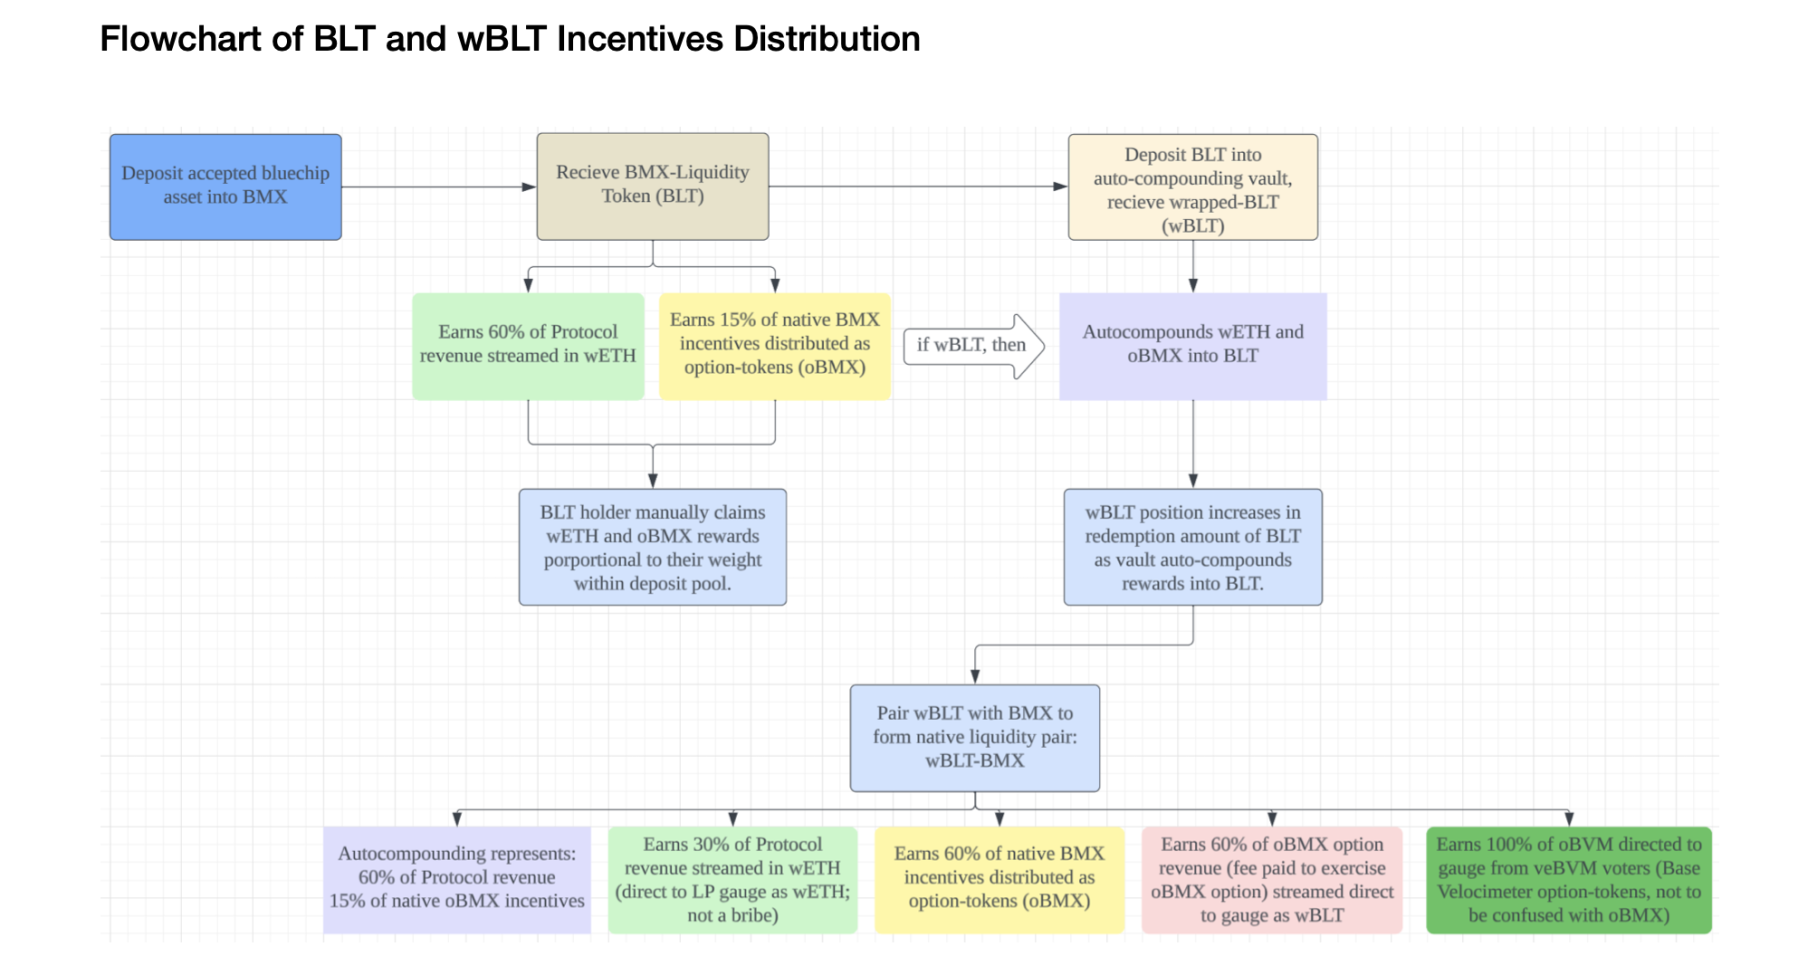 Flowchart of BLT and wBLT Incentives Distribution
Deposit accepted bluechip
asset into BMX
Recieve BMX-Liquidity
Token (BLT)
Deposit BLT into
auto-compounding vault,
recieve wrapped-BLT
(wBLT)
Earns 60% of Protocol
revenue streamed in wETH
Earns 15% of native BMX
incentives distributed as
option-tokens (oBMX)
if wBLT, then
Autocompounds wETH and
oBMX into BLT
BLT holder manually claims
wETH and oBMX rewards
porportional to their weight
within deposit pool.
wBLT position increases in
redemption amount of BLT
as vault auto-compounds
rewards into BLT.
Pair wBLT with BMX to
form native liquidity pair:
wBLT-BMX
Autocompounding represents:
60% of Protocol revenue
15% of native oBMX incentives
Earns 30% of Protocol
revenue streamed in wETH
(direct to LP gauge as wETH;
not a bribe)
Earns 60% of native BMX
incentives distributed as
option-tokens (oBMX)
Earns 60% of oBMX option
revenue (fee paid to exercise
oBMX option) streamed direct
to gauge as wBLT
Earns 100% of oBVM directed to
gauge from veBVM voters (Base
Velocimeter option-tokens, not to
be confused with oBMX)